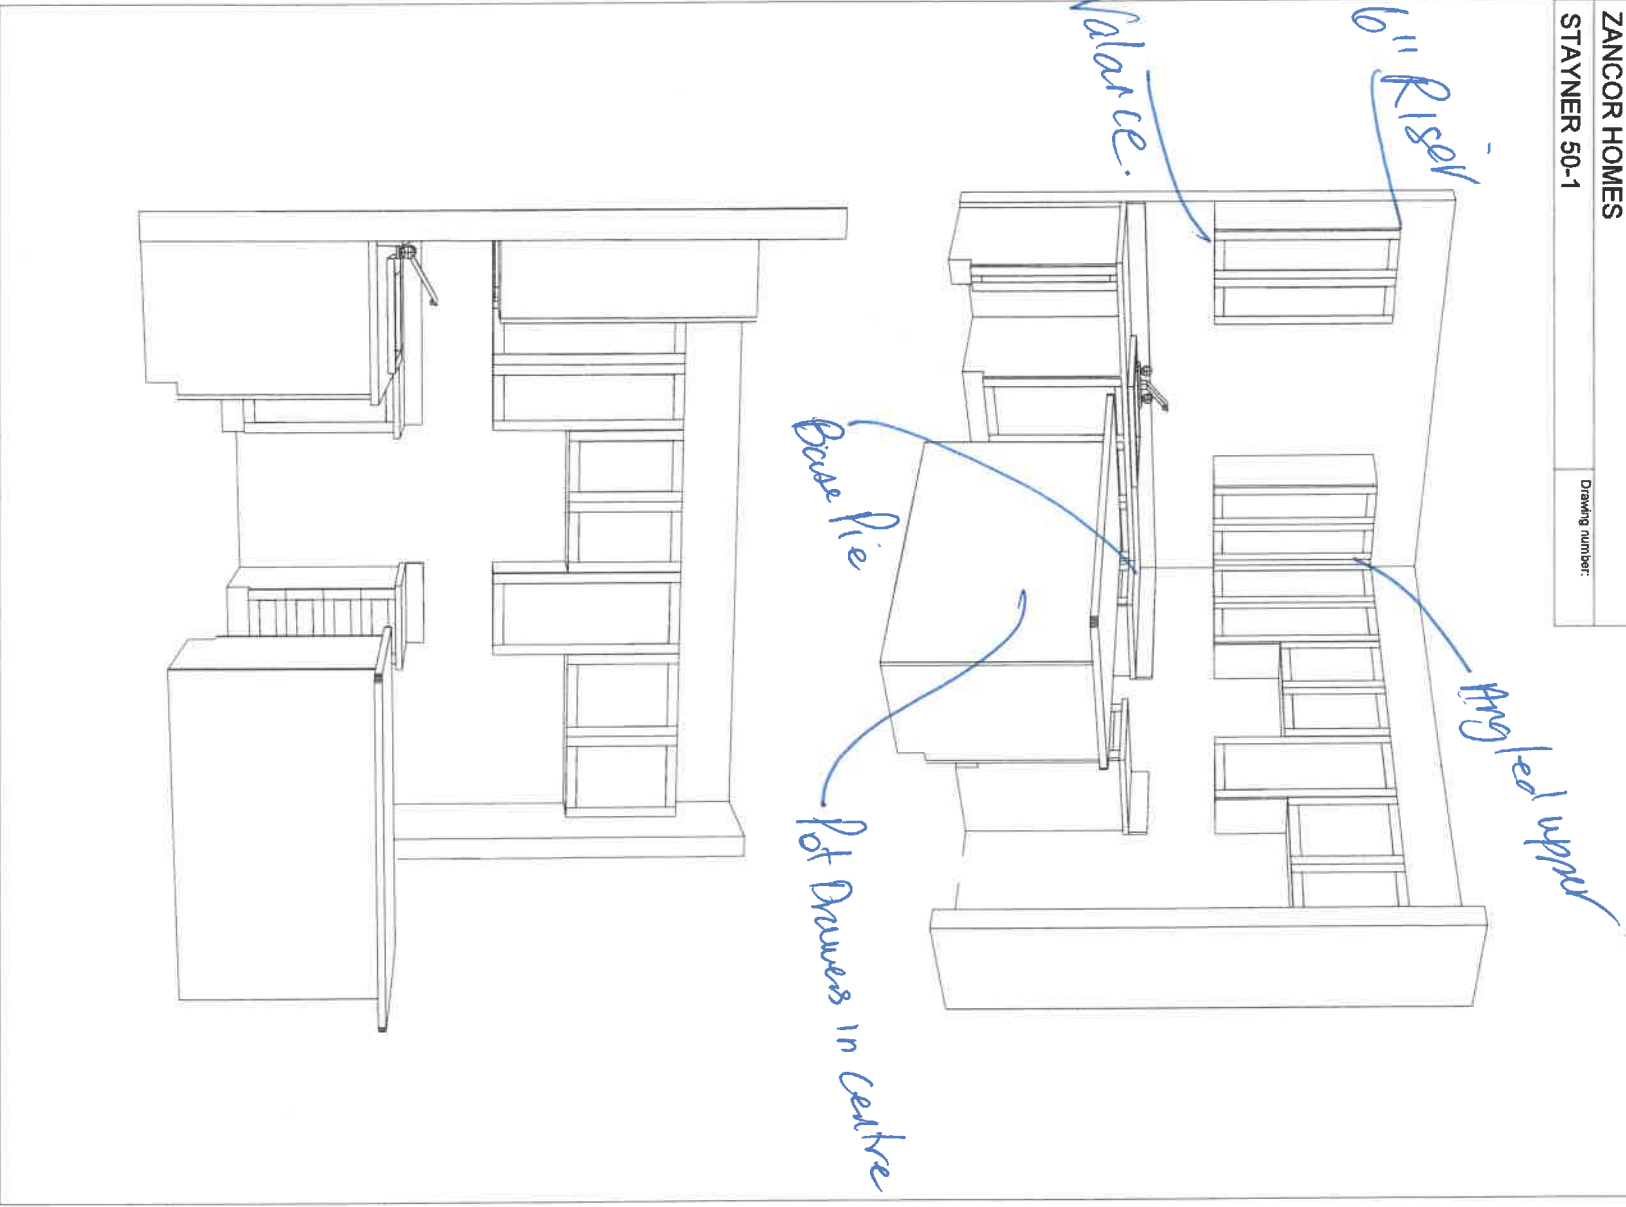 ZANCOR HOMES
STAYNER 50-1
Drawing number:
6" Riser
Valance.
Angled upper
Base Pie
Pot Drawers in Centre